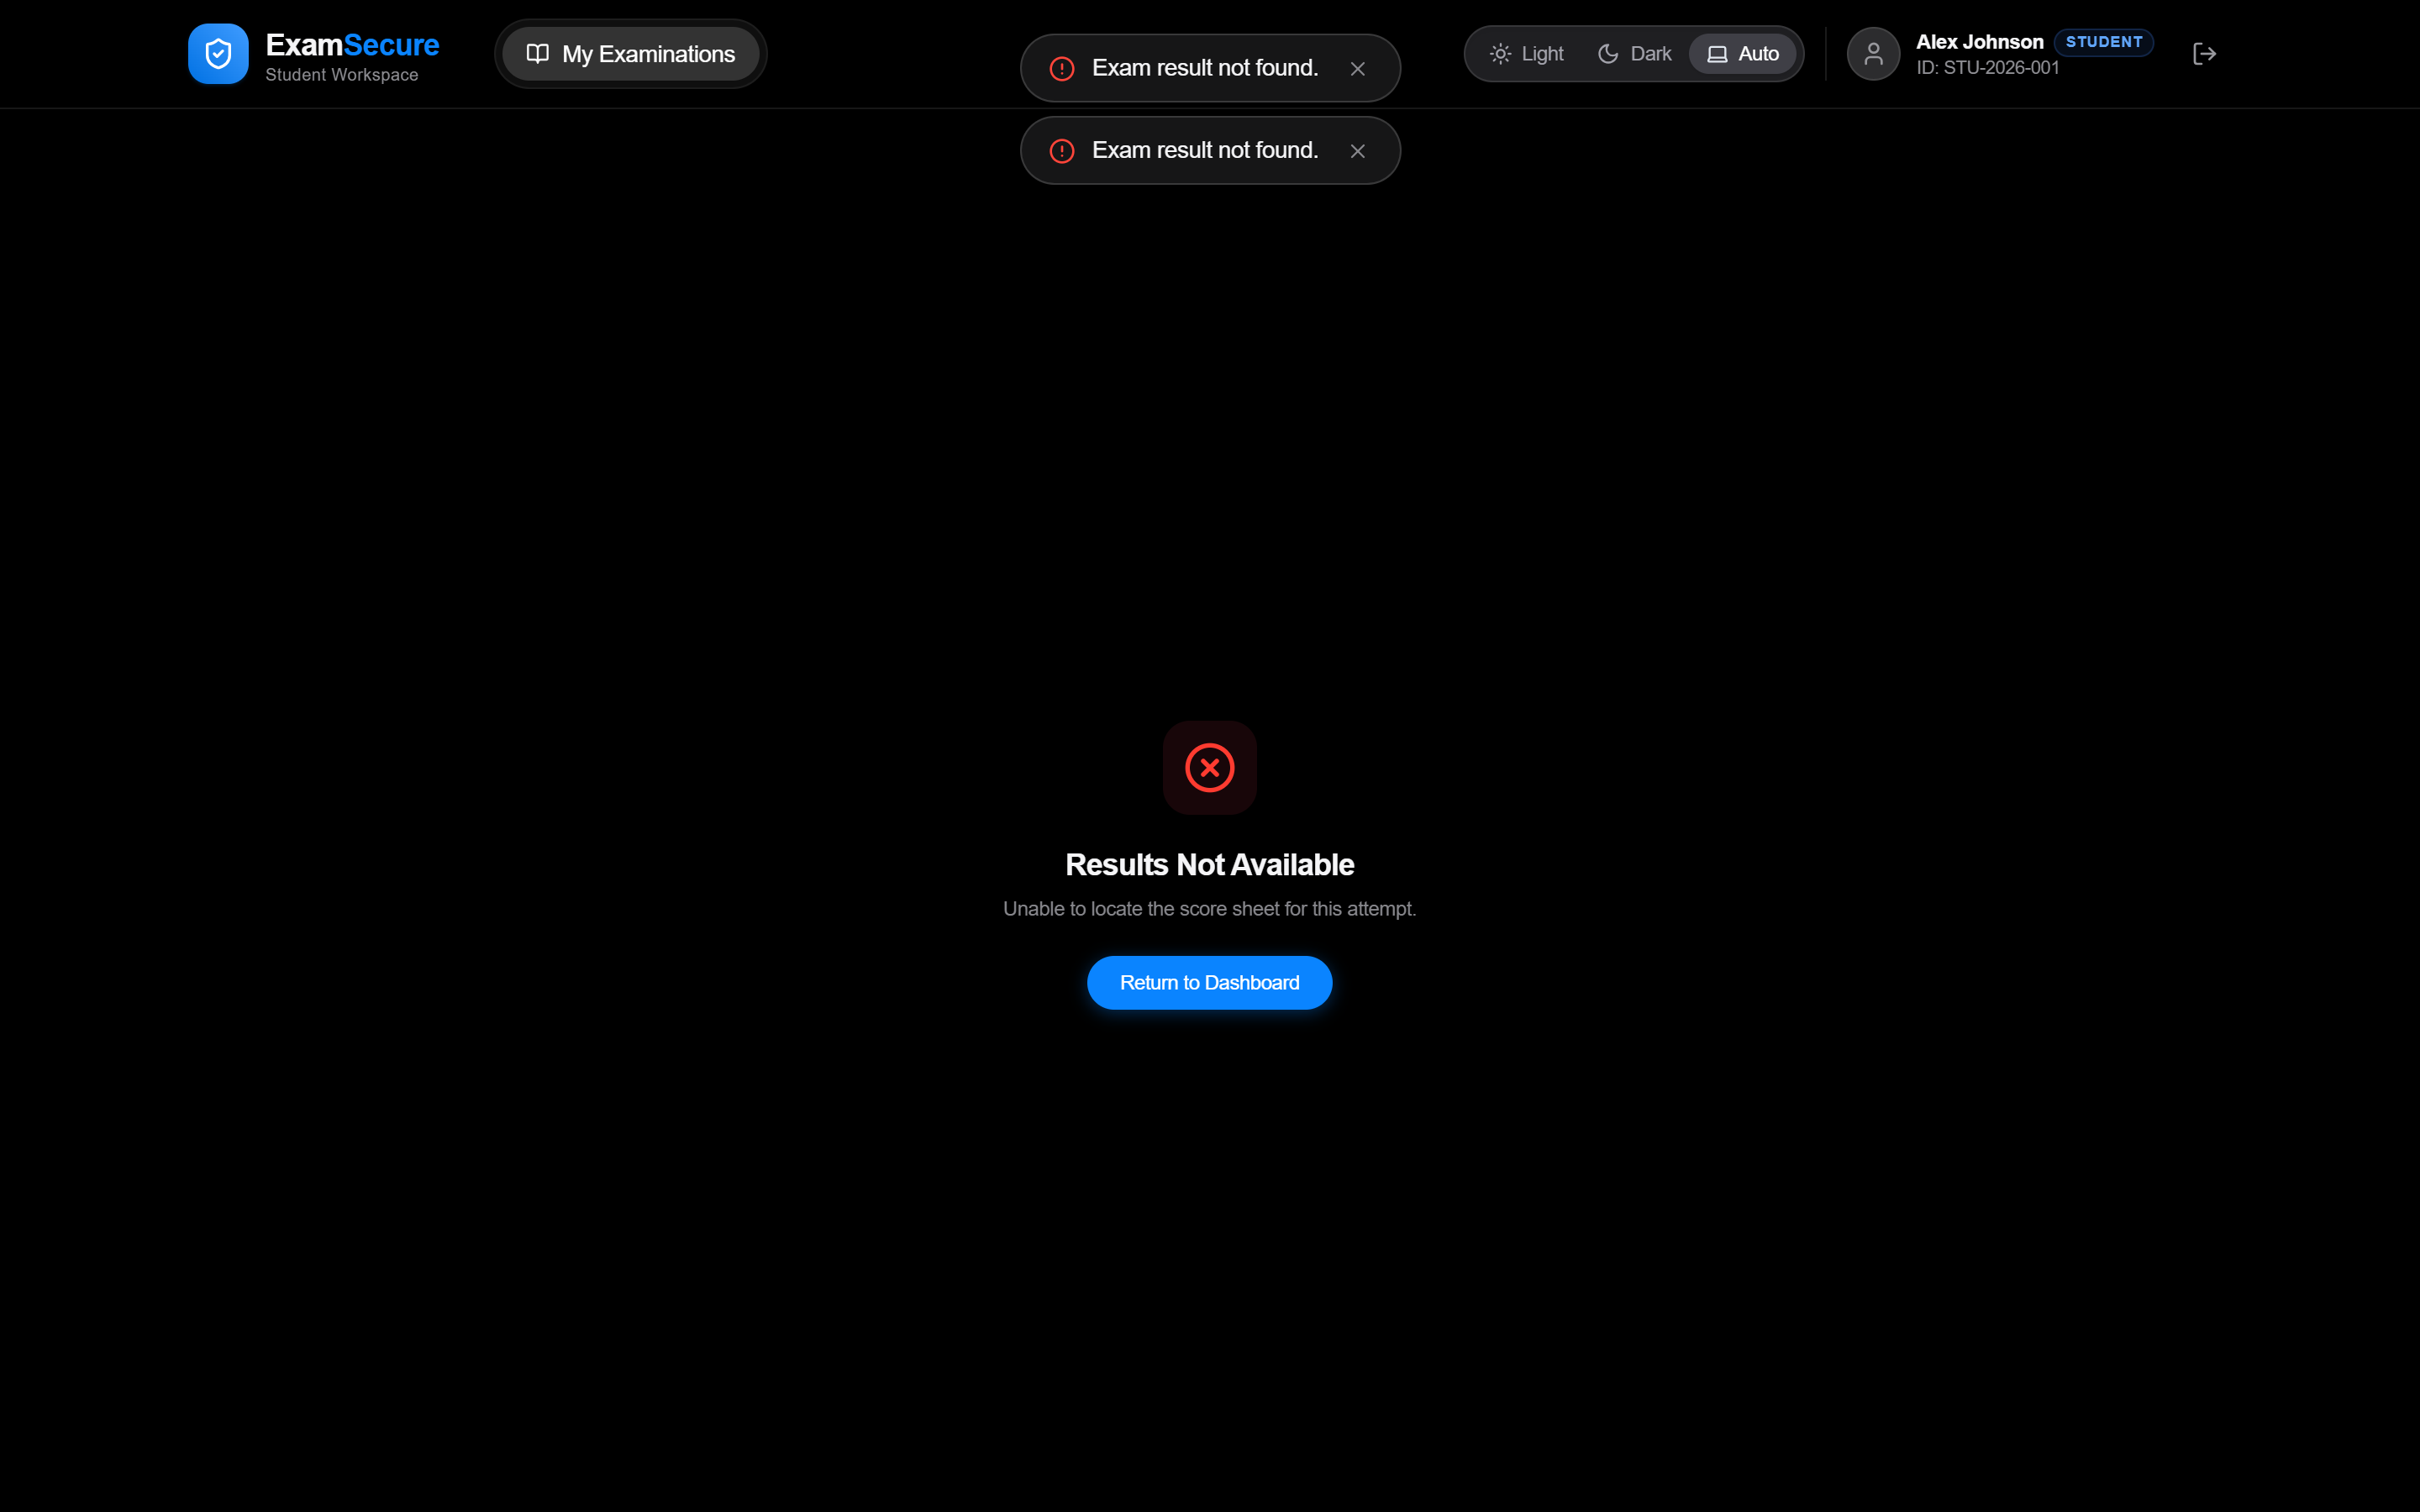 ExamSecure
Student Workspace
My Examinations
Exam result not found.
Exam result not found.
Light
Dark
Auto
Alex Johnson
STUDENT
ID: STU-2026-001
Results Not Available
Unable to locate the score sheet for this attempt.
Return to Dashboard